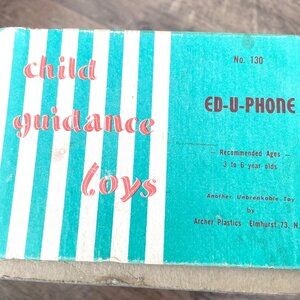 child
guidance
toys
No. 130
ED-U-PHONE
- Recommended Ages -
3 to 6 year olds
Another Unbreakable Toy
by
Archer Plastics Elmhurst 73, N.